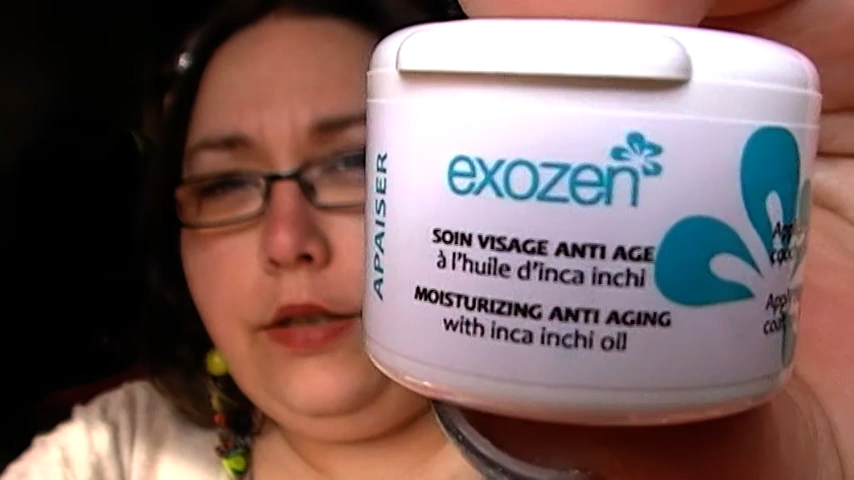 APAISER
exozen
SOIN VISAGE ANTI AGE
à l'huile d'inca inchi
MOISTURIZING ANTI AGING
with inca inchi oil